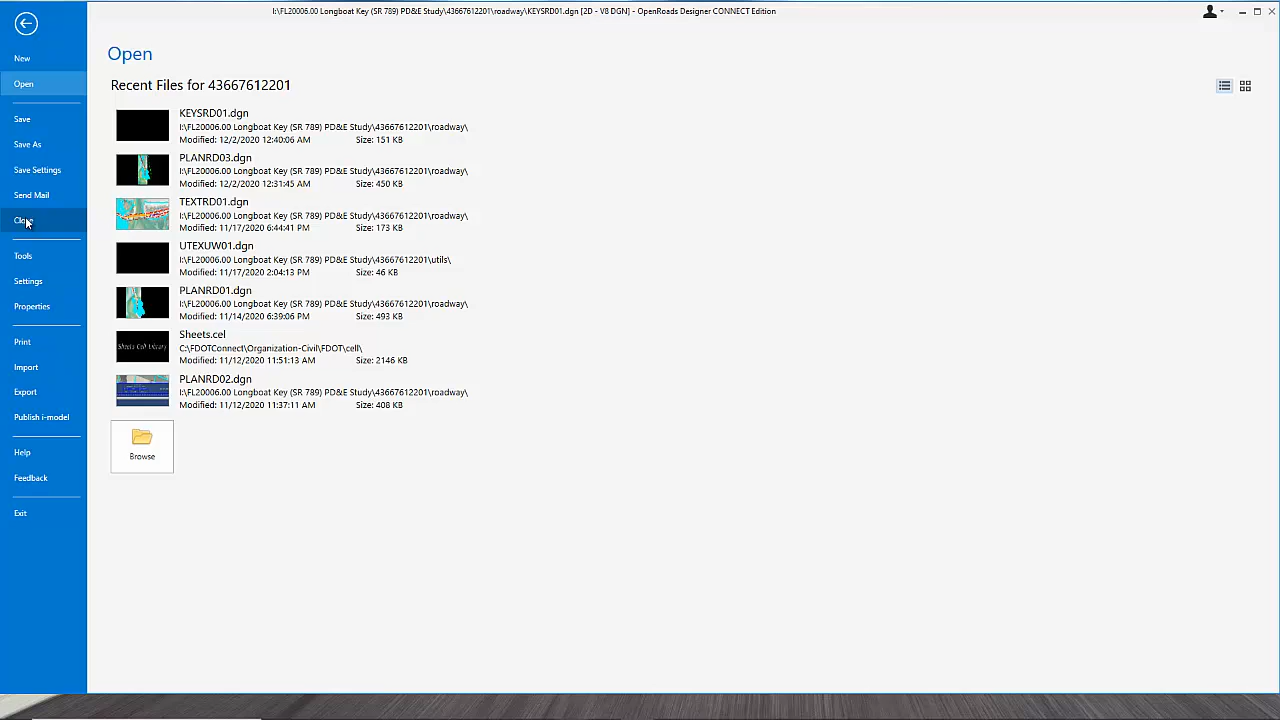 I:\FL20006.00 Longboat Key (SR 789) PD&E Study\43667612201\roadway\KEYSRD01.dgn [2D - V8 DGN] - OpenRoads Designer CONNECT Edition
New
Open
Save
Save As
Save Settings
Send Mail
Close
Tools
Settings
Properties
Print
Import
Export
Publish i-model
Help
Feedback
Exit
Open
Recent Files for 43667612201
KEYSRD01.dgn
I:\FL20006.00 Longboat Key (SR 789) PD&E Study\43667612201\roadway\
Modified: 12/2/2020 12:40:06 AM Size: 151 KB
PLANRD03.dgn
I:\FL20006.00 Longboat Key (SR 789) PD&E Study\43667612201\roadway\
Modified: 12/2/2020 12:31:45 AM Size: 450 KB
TEXTRD01.dgn
I:\FL20006.00 Longboat Key (SR 789) PD&E Study\43667612201\roadway\
Modified: 11/17/2020 6:44:41 PM Size: 173 KB
UTEXUW01.dgn
I:\FL20006.00 Longboat Key (SR 789) PD&E Study\43667612201\utils\
Modified: 11/17/2020 2:04:13 PM Size: 46 KB
PLANRD01.dgn
I:\FL20006.00 Longboat Key (SR 789) PD&E Study\43667612201\roadway\
Modified: 11/14/2020 6:39:06 PM Size: 493 KB
Sheets Cell Library
Sheets.cel
C:\FDOTConnect\Organization-Civil\FDOT\cell\
Modified: 11/12/2020 11:51:13 AM Size: 2146 KB
PLANRD02.dgn
I:\FL20006.00 Longboat Key (SR 789) PD&E Study\43667612201\roadway\
Modified: 11/12/2020 11:37:11 AM Size: 408 KB
Browse